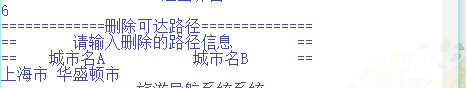 6
=============删除可达路径==============
==      请输入删除的路径信息       ==
==    城市名A         城市名B      ==
上海市 华盛顿市